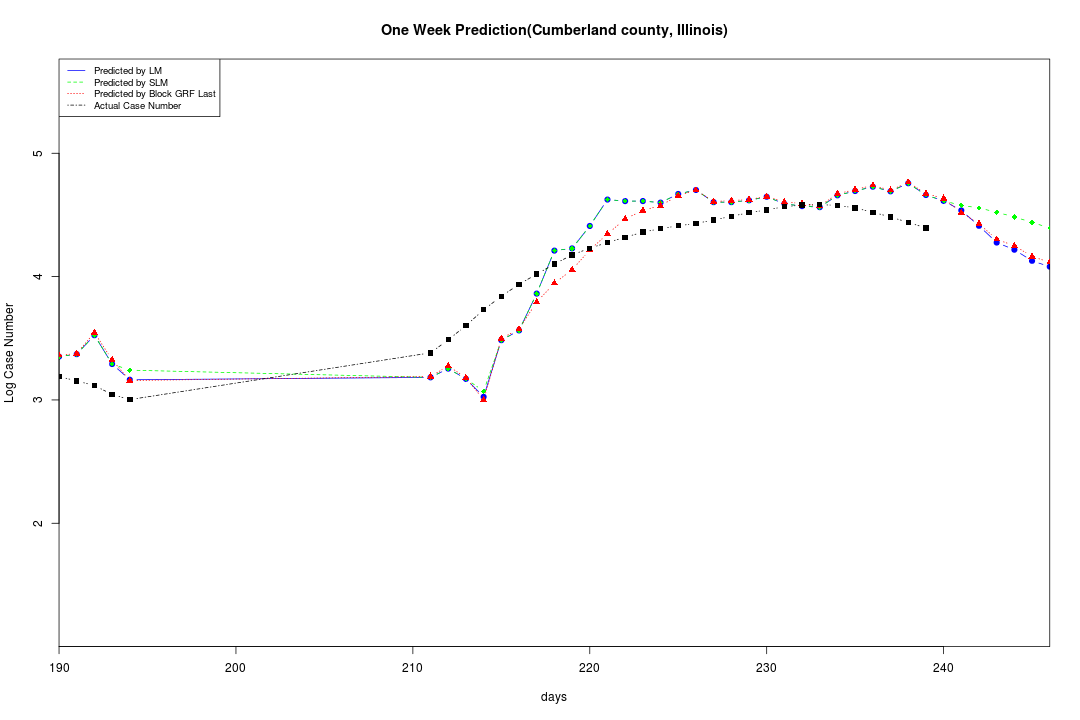 One Week Prediction(Cumberland county, Illinois)
Predicted by LM
Predicted by SLM
Predicted by Block GRF Last
Actual Case Number
Log Case Number
5
4
3
2
190 200 210 220 230 240
days